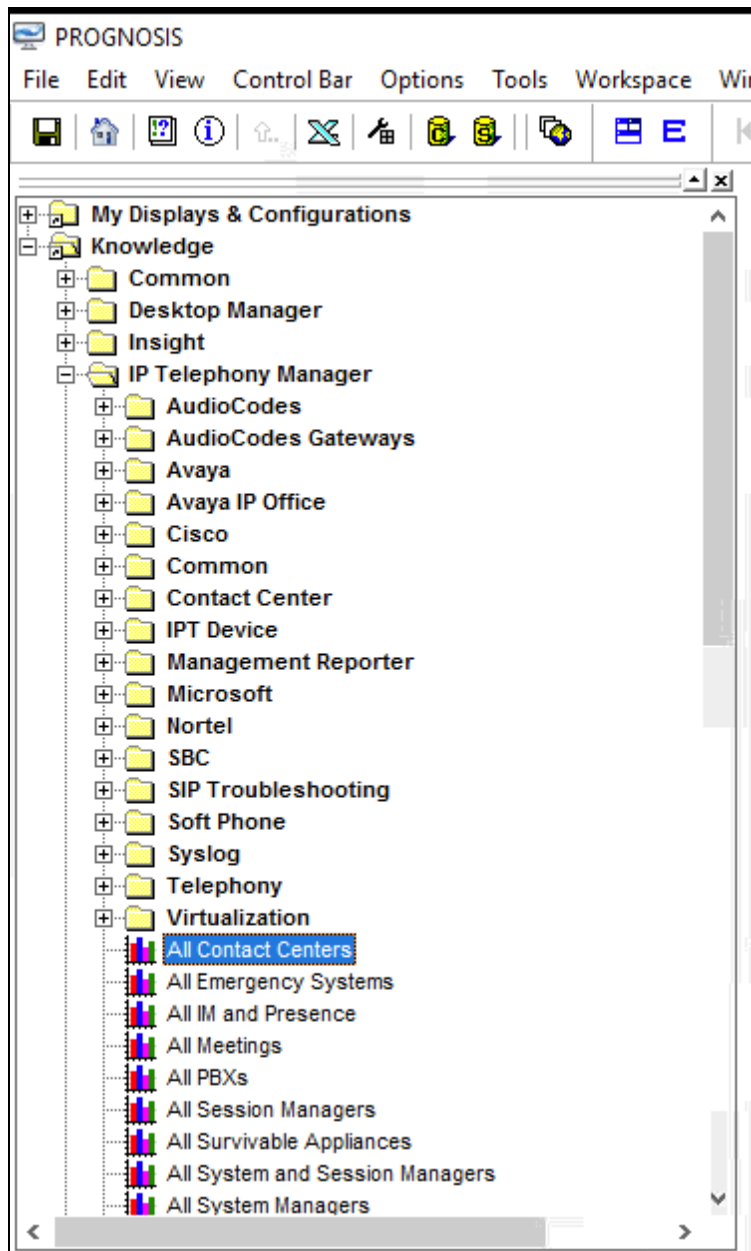 PROGNOSIS
File Edit View Control Bar Options Tools Workspace
My Displays & Configurations
Knowledge
Common
Desktop Manager
Insight
IP Telephony Manager
AudioCodes
AudioCodes Gateways
Avaya
Avaya IP Office
Cisco
Common
Contact Center
IPT Device
Management Reporter
Microsoft
Nortel
SBC
SIP Troubleshooting
Soft Phone
Syslog
Telephony
Virtualization
All Contact Centers
All Emergency Systems
All IM and Presence
All Meetings
All PBXs
All Session Managers
All Survivable Appliances
All System and Session Managers
All System Managers